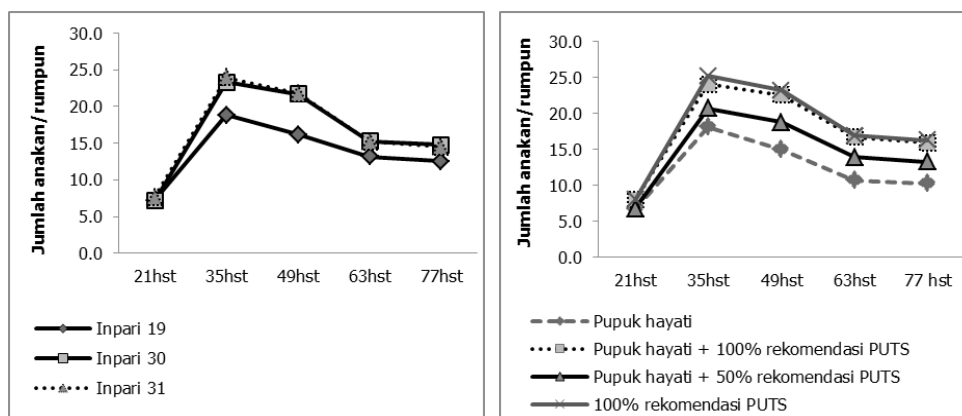 Jumlah anakan/rumpun
30.0
25.0
20.0
15.0
10.0
5.0
0.0
21hst 35hst 49hst 63hst 77hst
Inpari 19
Inpari 30
Inpari 31
Jumlah anakan/rumpun
30.0
25.0
20.0
15.0
10.0
5.0
0.0
21hst 35hst 49hst 63hst 77 hst
Pupuk hayati
Pupuk hayati + 100% rekomendasi PUTS
Pupuk hayati + 50% rekomendasi PUTS
100% rekomendasi PUTS